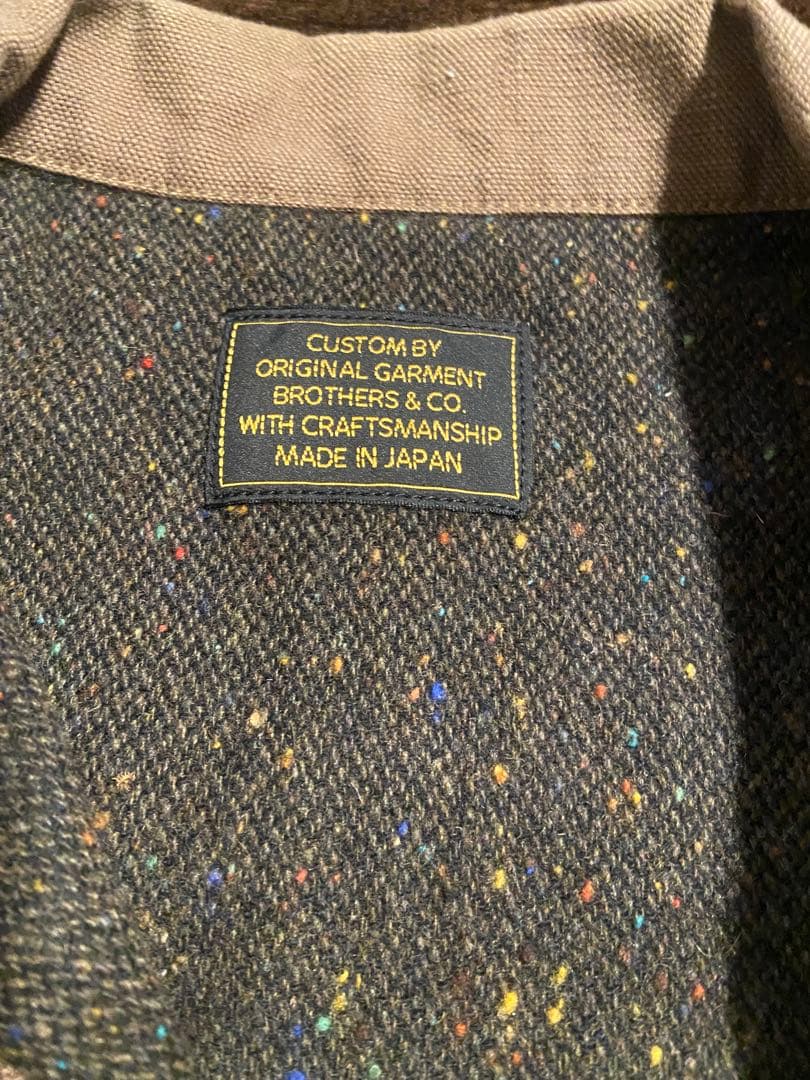 CUSTOM BY
ORIGINAL GARMENT
BROTHERS & CO.
WITH CRAFTSMANSHIP
MADE IN JAPAN